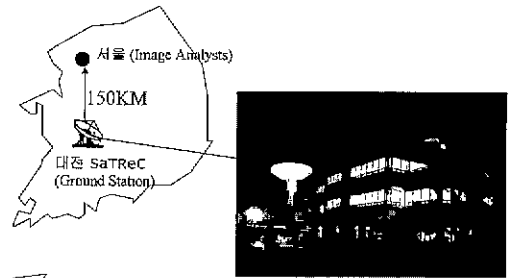 서울 (Image Analysts)
150KM
대전 SaTReC
(Ground Station)